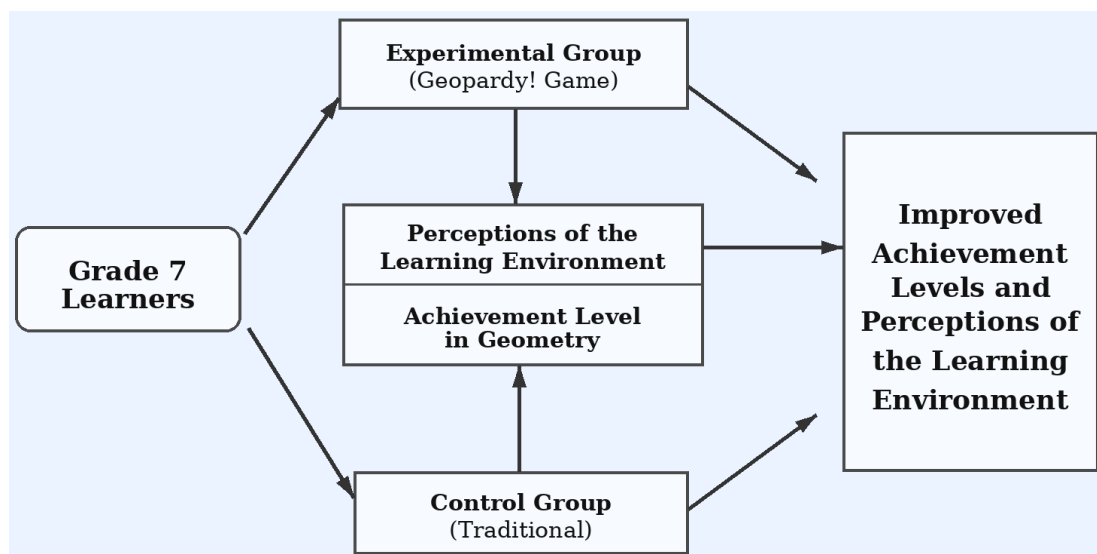 Experimental Group
(Geopardy! Game)
Grade 7
Learners
Perceptions of the
Learning Environment
Achievement Level
in Geometry
Control Group
(Traditional)
Improved
Achievement
Levels and
Perceptions of
the Learning
Environment